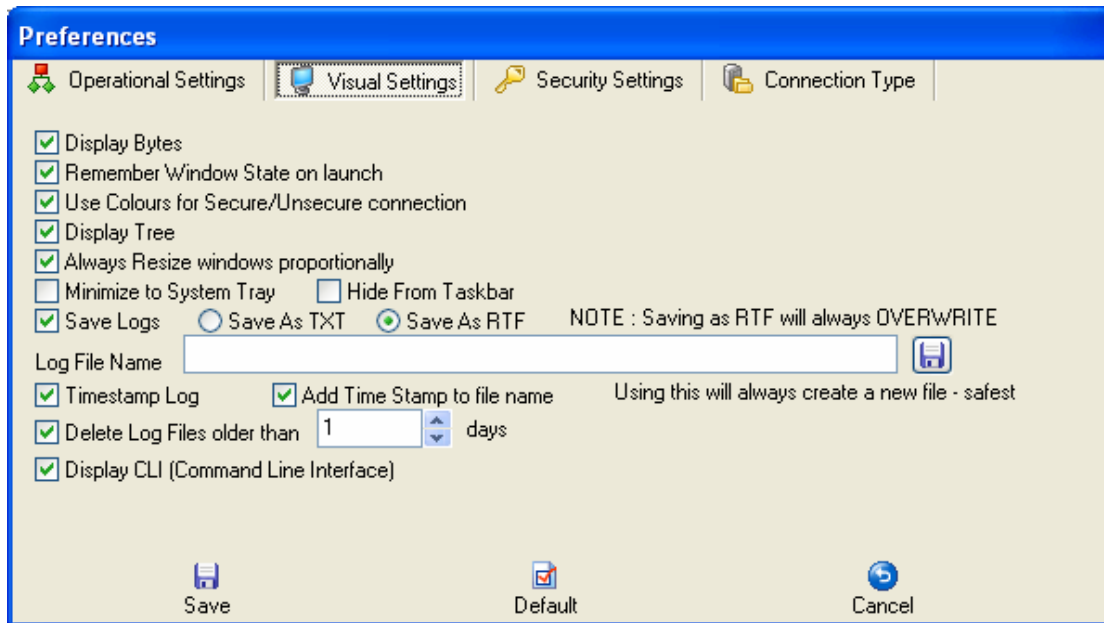 Preferences
Operational Settings Visual Settings Security Settings Connection Type
Display Bytes
Remember Window State on launch
Use Colours for Secure/Unsecure connection
Display Tree
Always Resize windows proportionally
Minimize to System Tray Hide From Taskbar
Save Logs Save As TXT Save As RTF NOTE : Saving as RTF will always OVERWRITE
Log File Name
Timestamp Log Add Time Stamp to file name Using this will always create a new file - safest
Delete Log Files older than 1 days
Display CLI (Command Line Interface)
Save Default Cancel